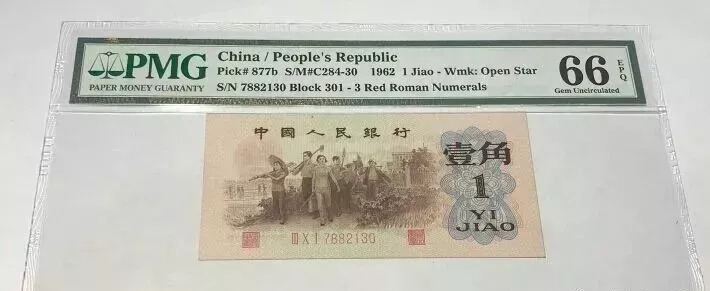 PMG
PAPER MONEY GUARANTY
China / People's Republic
Pick# 877b S/M#C284-30 1962 1 Jiao - Wmk: Open Star
S/N 7882130 Block 301 - 3 Red Roman Numerals
66 EPQ
Gem Uncirculated
中國人民銀行
壹角
1
YI
JIAO
III X I 7882130